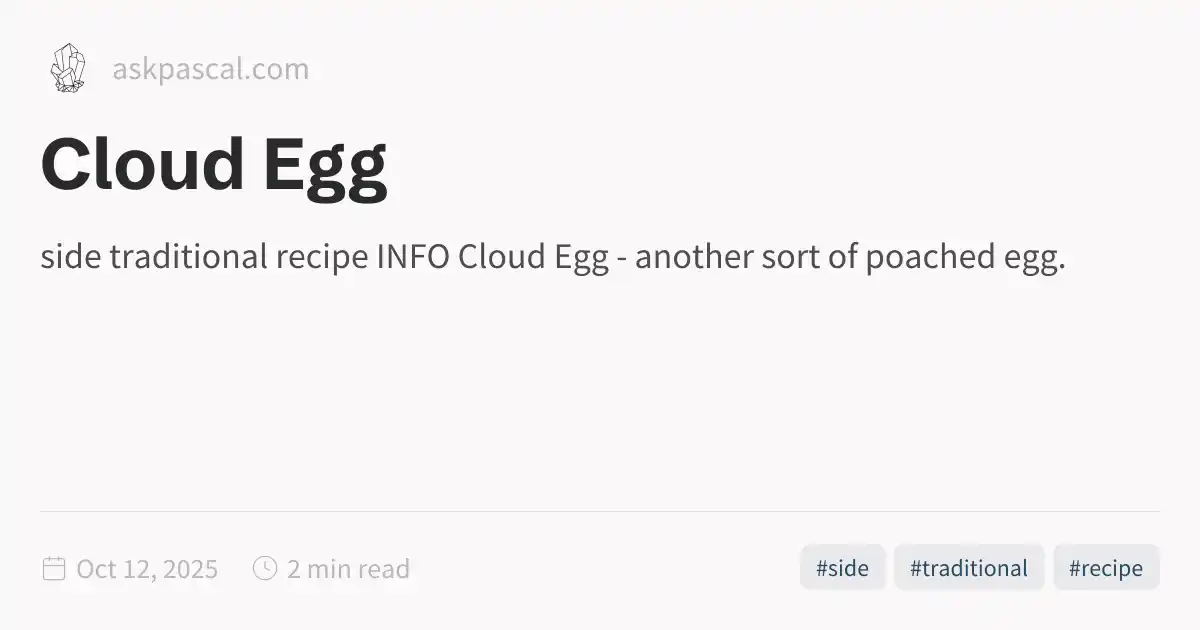 askpascal.com
Cloud Egg
side traditional recipe INFO Cloud Egg - another sort of poached egg.
Oct 12, 2025 2 min read #side #traditional #recipe